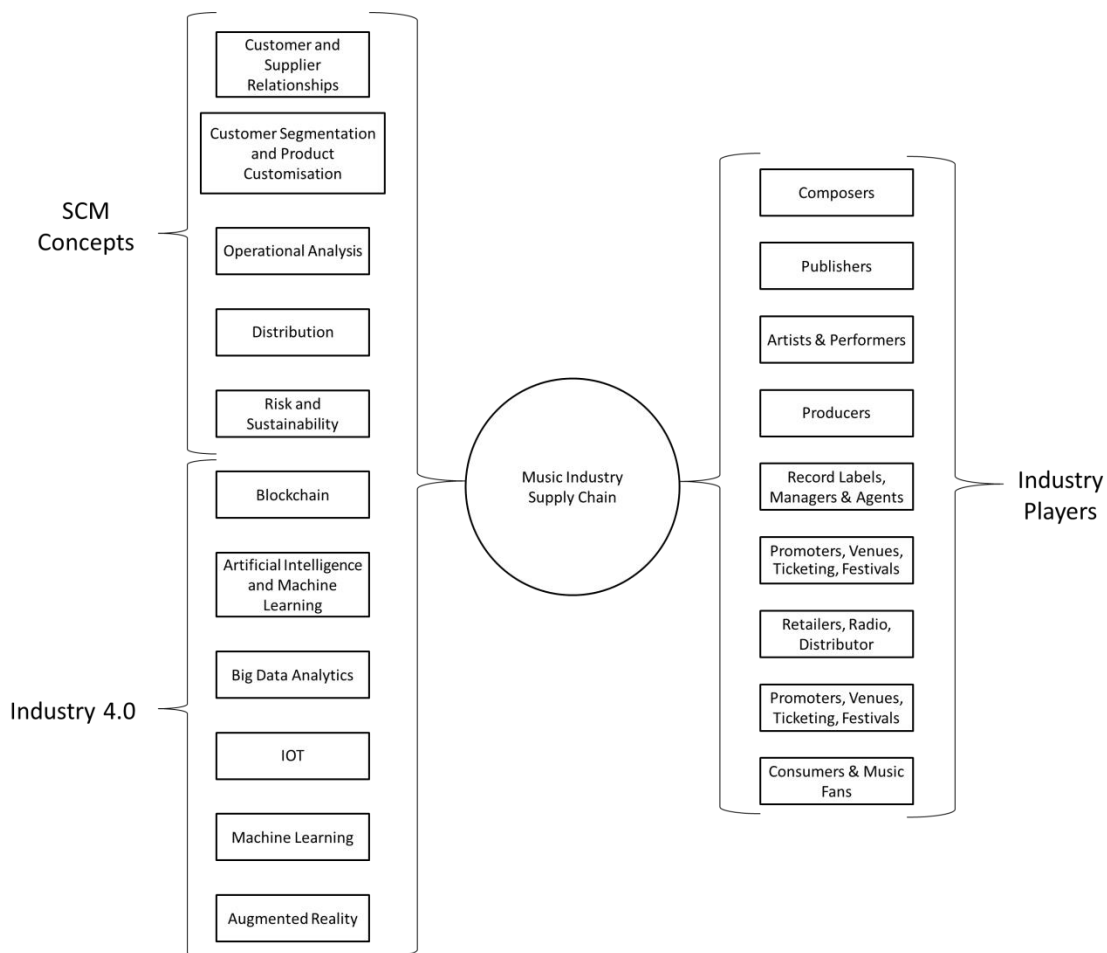 SCM
Concepts
Customer and
Supplier
Relationships
Customer Segmentation
and Product
Customisation
Operational Analysis
Distribution
Risk and
Sustainability
Industry 4.0
Blockchain
Artificial Intelligence
and Machine
Learning
Big Data Analytics
IOT
Machine Learning
Augmented Reality
Music Industry
Supply Chain
Composers
Publishers
Artists & Performers
Producers
Record Labels,
Managers & Agents
Promoters, Venues,
Ticketing, Festivals
Retailers, Radio,
Distributor
Promoters, Venues,
Ticketing, Festivals
Consumers & Music
Fans
Industry
Players